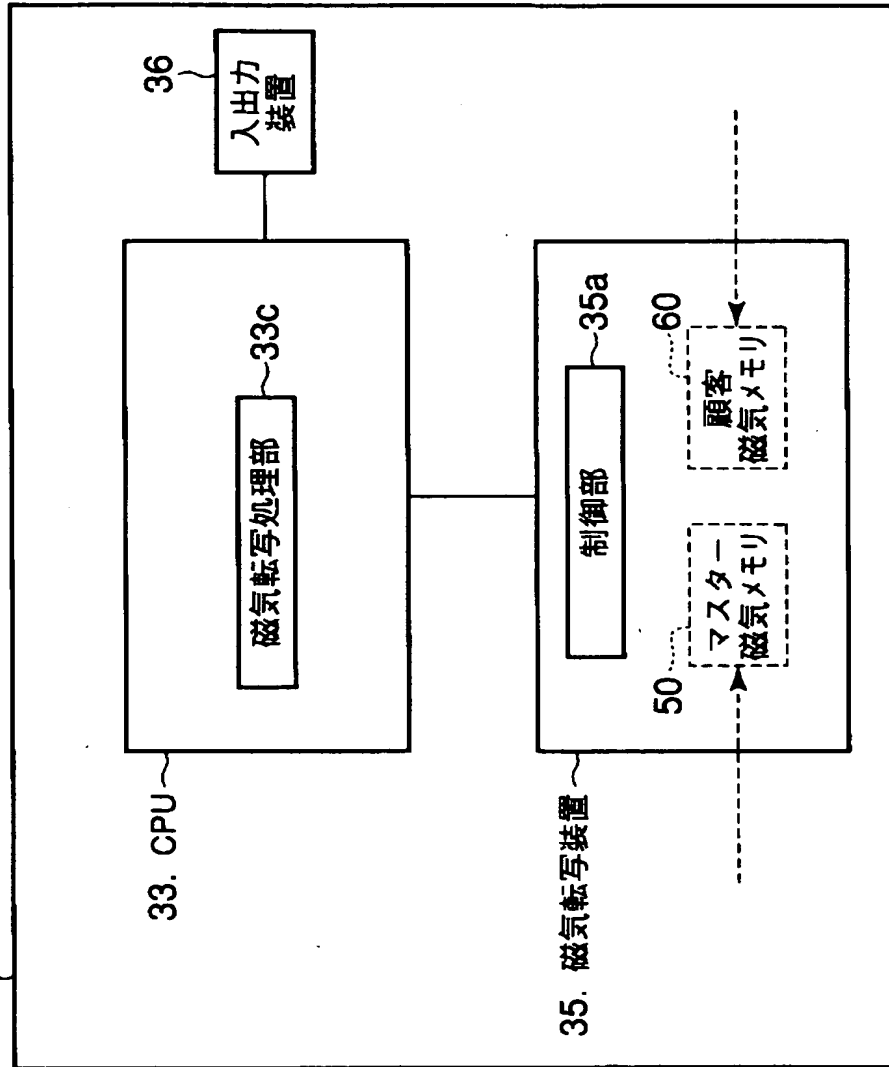 36
入出力
装置
33. CPU
33c
磁気転写処理部
35. 磁気転写装置
35a
制御部
50
マスター
磁気メモリ
60
顧客
磁気メモリ